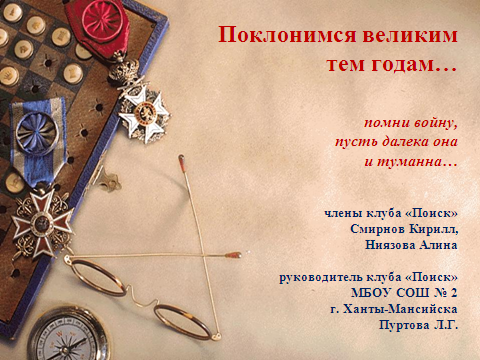 Поклонимся великим
тем годам…
помни войну,
пусть далека она
и туманна…
члены клуба «Поиск»
Смирнов Кирилл,
Ниязова Алина
руководитель клуба «Поиск»
МБОУ СОШ № 2
г. Ханты-Мансийска
Пуртова Л.Г.